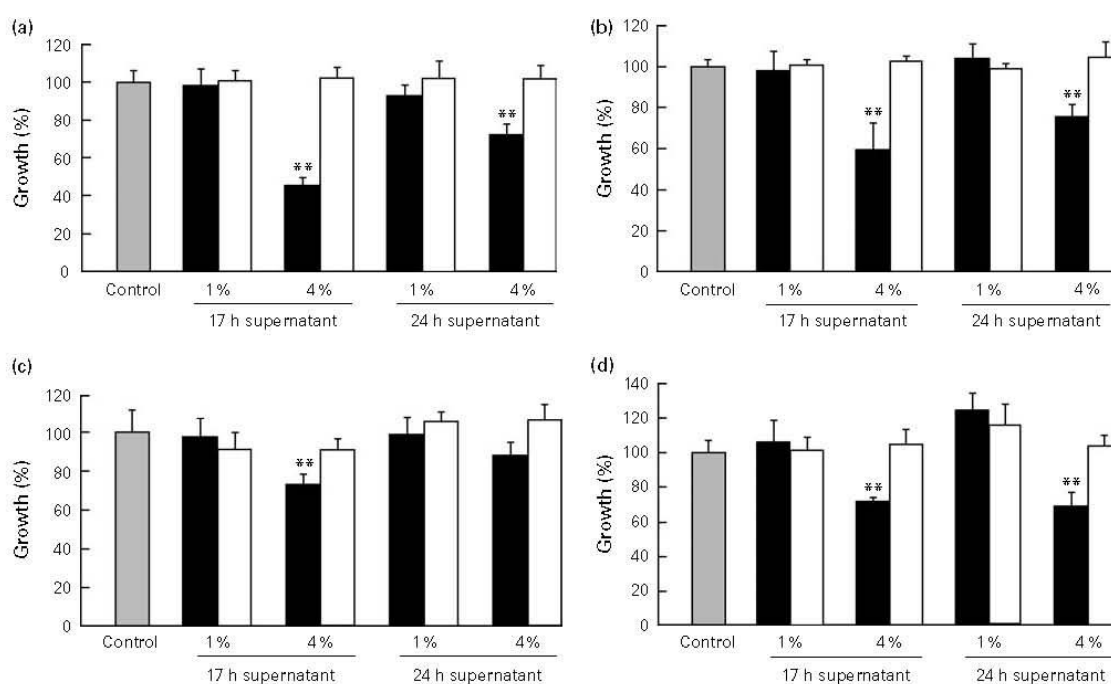 (a)
120
100
80
60
40
20
0
Growth (%)
**
**
Control 1% 4% 1% 4%
17 h supernatant 24 h supernatant
(b)
120
100
80
60
40
20
0
Growth (%)
**
**
Control 1% 4% 1% 4%
17 h supernatant 24 h supernatant
(c)
120
100
80
60
40
20
0
Growth (%)
**
Control 1% 4% 1% 4%
17 h supernatant 24 h supernatant
(d)
140
120
100
80
60
40
20
0
Growth (%)
**
**
Control 1% 4% 1% 4%
17 h supernatant 24 h supernatant